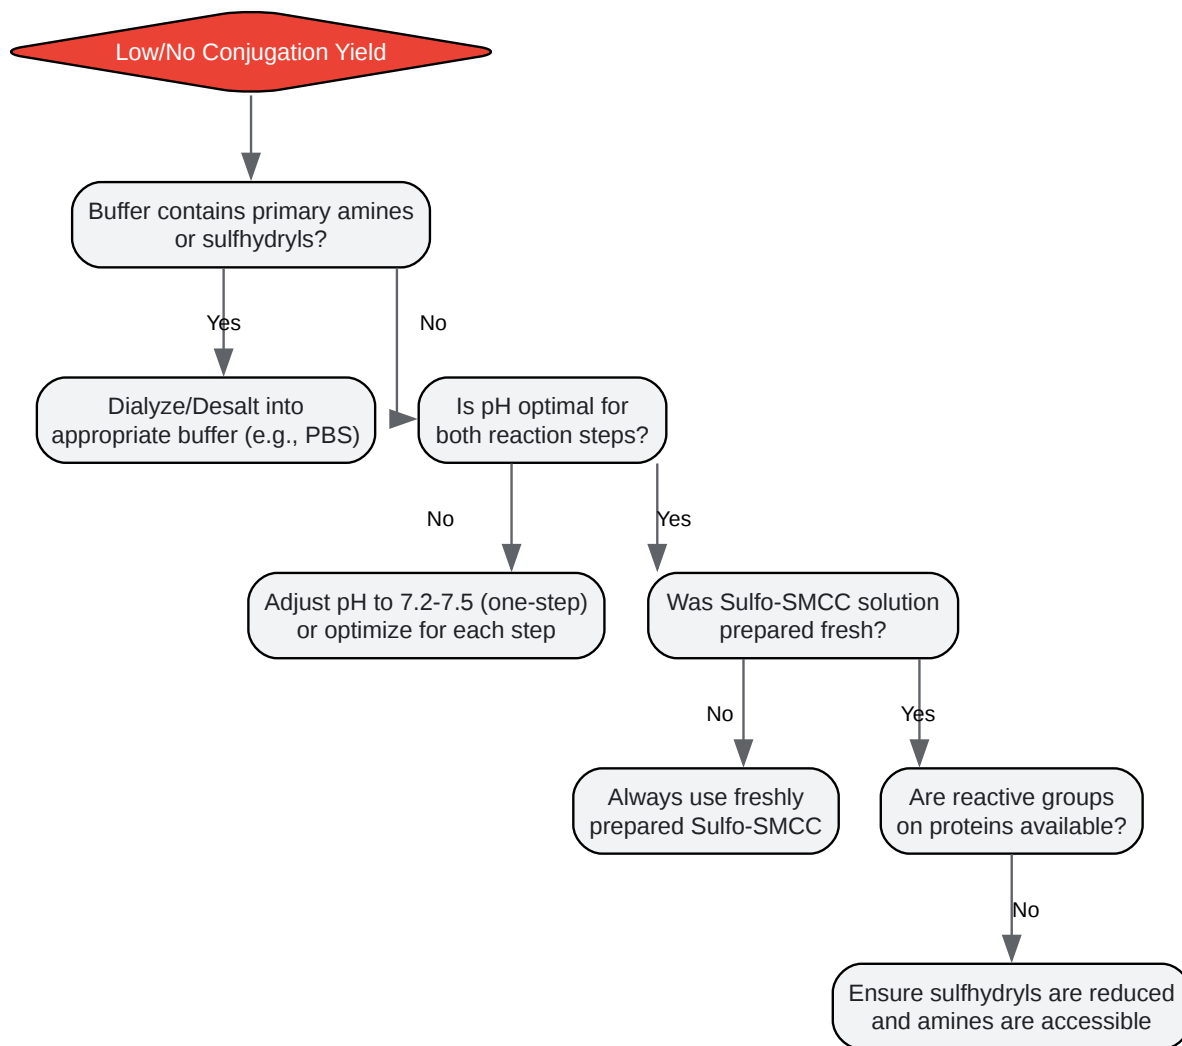 Low/No Conjugation Yield
Buffer contains primary amines
or sulfhydryls?
Yes
No
Dialyze/Desalt into
appropriate buffer (e.g., PBS)
Is pH optimal for
both reaction steps?
No
Yes
Adjust pH to 7.2-7.5 (one-step)
or optimize for each step
Was Sulfo-SMCC solution
prepared fresh?
No
Yes
Always use freshly
prepared Sulfo-SMCC
Are reactive groups
on proteins available?
No
Ensure sulfhydryls are reduced
and amines are accessible